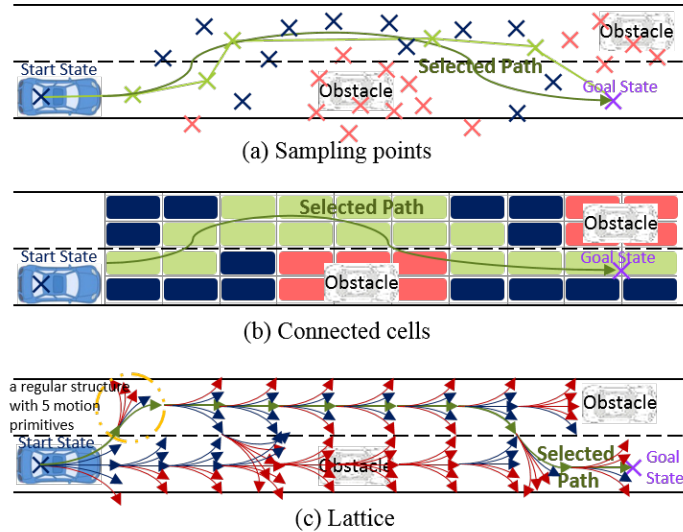 Obstacle
Start State
Selected Path
Goal State
Obstacle
(a) Sampling points
Selected Path
Obstacle
Start State
Goal State
Obstacle
(b) Connected cells
a regular structure
with 5 motion
primitives
Obstacle
Start State
Selected
Path
Goal
State
Obstacle
(c) Lattice